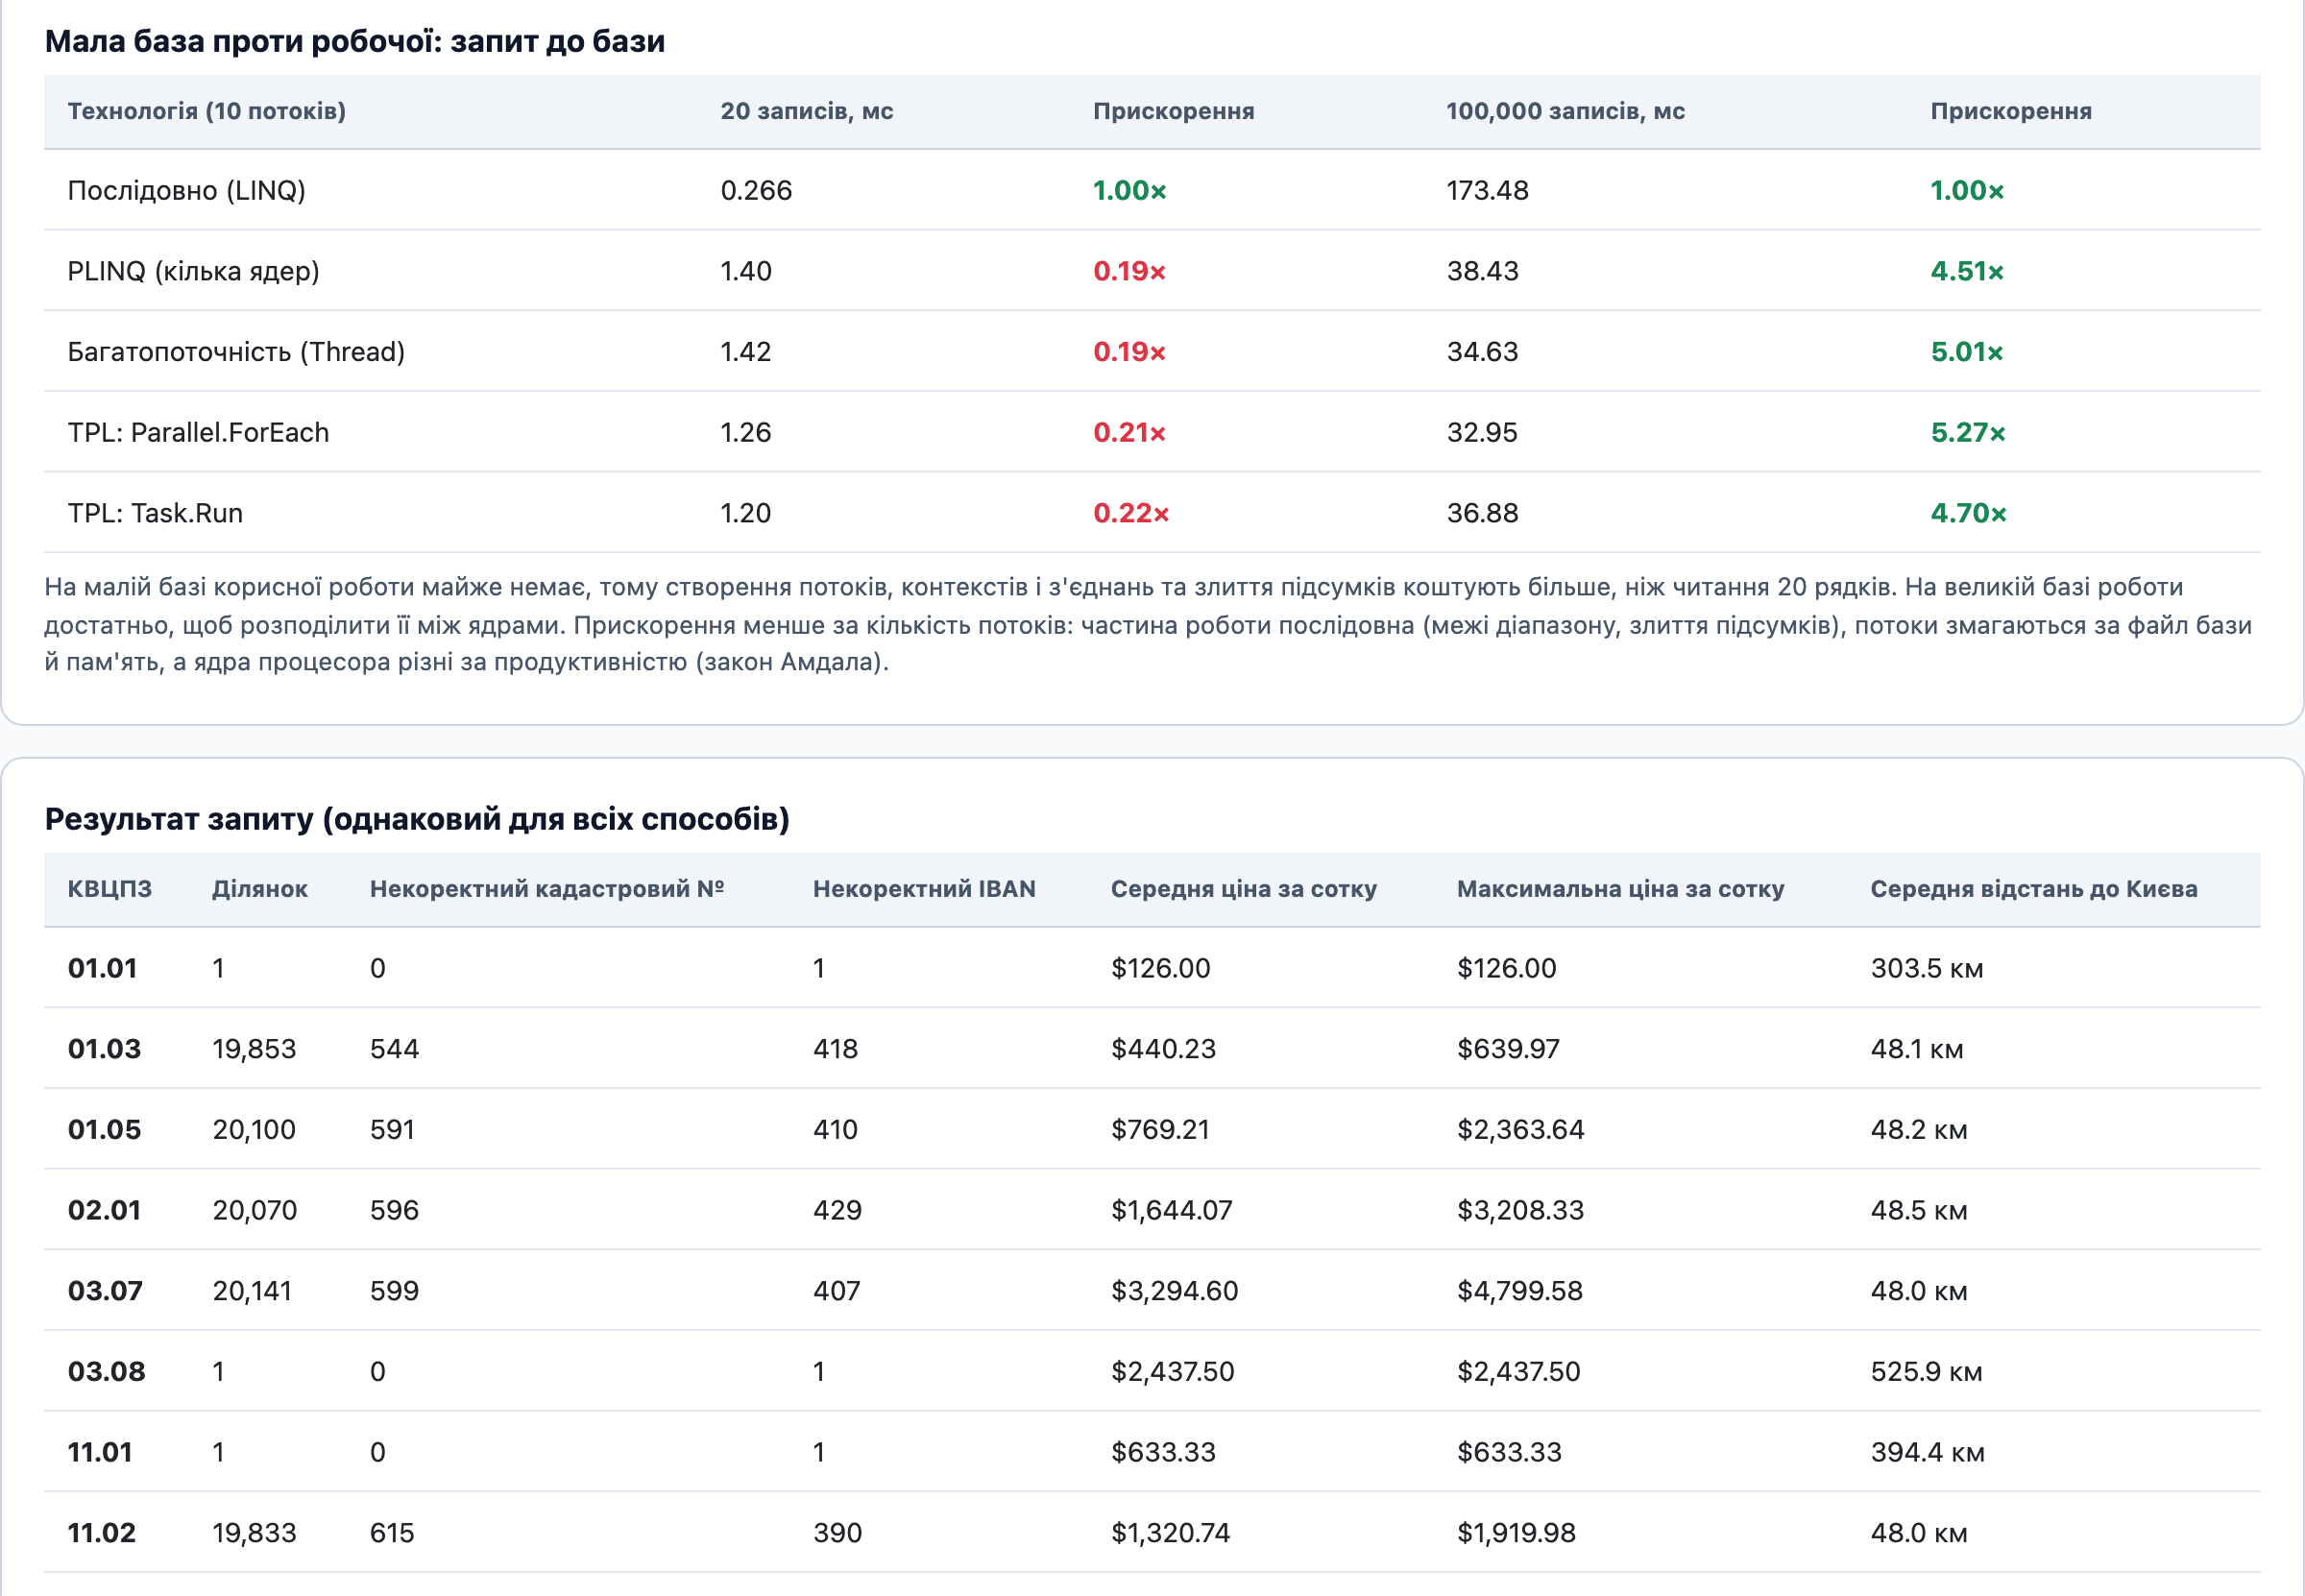 Мала база проти робочої: запит до бази
Технологія (10 потоків) 20 записів, мс Прискорення 100,000 записів, мс Прискорення
Послідовно (LINQ) 0.266 1.00× 173.48 1.00×
PLINQ (кілька ядер) 1.40 0.19× 38.43 4.51×
Багатопоточність (Thread) 1.42 0.19× 34.63 5.01×
TPL: Parallel.ForEach 1.26 0.21× 32.95 5.27×
TPL: Task.Run 1.20 0.22× 36.88 4.70×
На малій базі корисної роботи майже немає, тому створення потоків, контекстів і з'єднань та злиття підсумків коштують більше, ніж читання 20 рядків. На великій базі роботи
достатньо, щоб розподілити її між ядрами. Прискорення менше за кількість потоків: частина роботи послідовна (межі діапазону, злиття підсумків), потоки змагаються за файл бази
й пам'ять, а ядра процесора різні за продуктивністю (закон Амдала).
Результат запиту (однаковий для всіх способів)
КВЦПЗ Ділянок Некоректний кадастровий № Некоректний IBAN Середня ціна за сотку Максимальна ціна за сотку Середня відстань до Києва
01.01 1 0 1 $126.00 $126.00 303.5 км
01.03 19,853 544 418 $440.23 $639.97 48.1 км
01.05 20,100 591 410 $769.21 $2,363.64 48.2 км
02.01 20,070 596 429 $1,644.07 $3,208.33 48.5 км
03.07 20,141 599 407 $3,294.60 $4,799.58 48.0 км
03.08 1 0 1 $2,437.50 $2,437.50 525.9 км
11.01 1 0 1 $633.33 $633.33 394.4 км
11.02 19,833 615 390 $1,320.74 $1,919.98 48.0 км